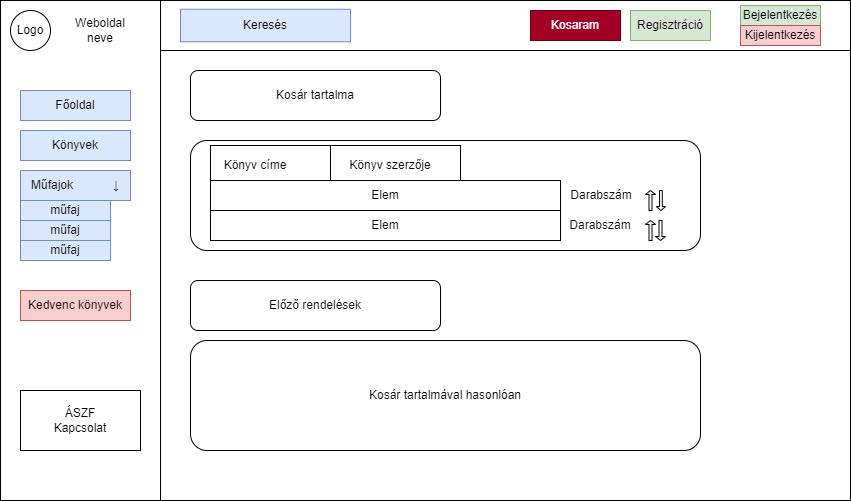 Logo
Weboldal
neve
Keresés
Kosaram
Regisztráció
Bejelentkezés
Kijelentkezés
Főoldal
Könyvek
Műfajok ↓
műfaj
műfaj
műfaj
Kedvenc könyvek
ÁSZF
Kapcsolat
Kosár tartalma
Könyv címe Könyv szerzője
Elem Darabszám
Elem Darabszám
Előző rendelések
Kosár tartalmával hasonlóan